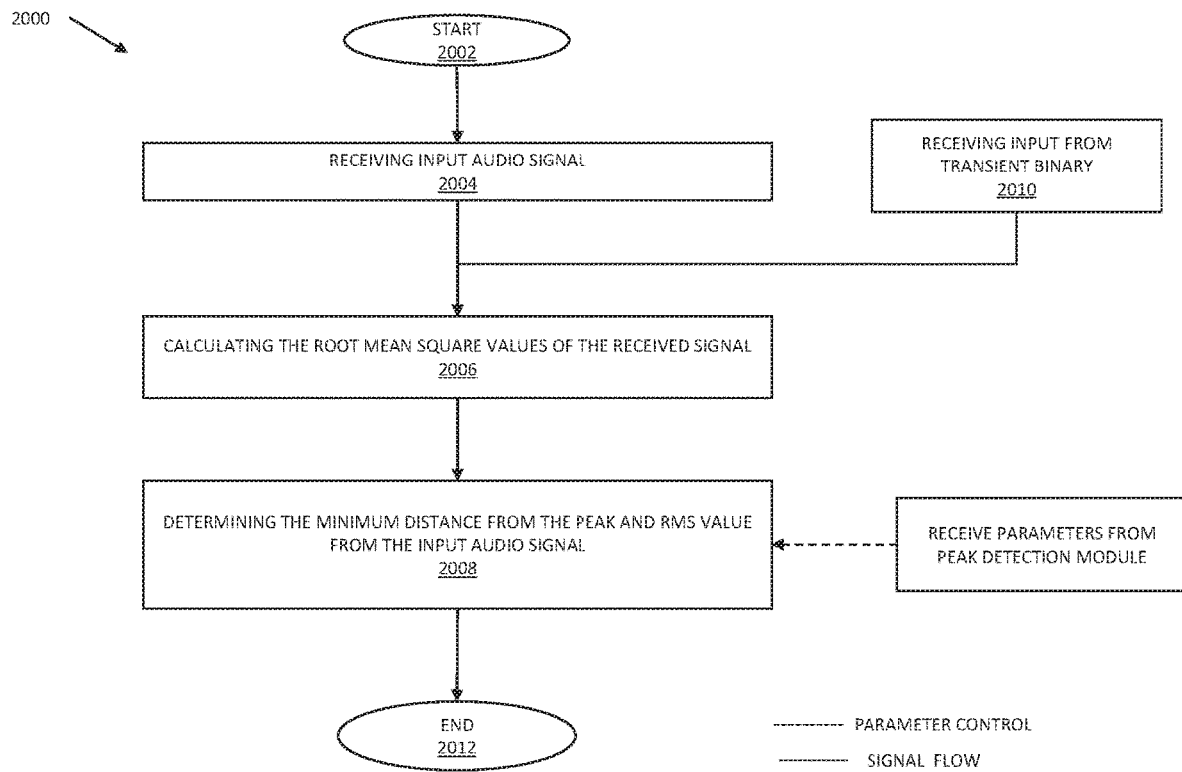 2000
START
2002
RECEIVING INPUT AUDIO SIGNAL
2004
RECEIVING INPUT FROM
TRANSIENT BINARY
2010
CALCULATING THE ROOT MEAN SQUARE VALUES OF THE RECEIVED SIGNAL
2006
DETERMINING THE MINIMUM DISTANCE FROM THE PEAK AND RMS VALUE
FROM THE INPUT AUDIO SIGNAL
2008
RECEIVE PARAMETERS FROM
PEAK DETECTION MODULE
END
2012
PARAMETER CONTROL
SIGNAL FLOW